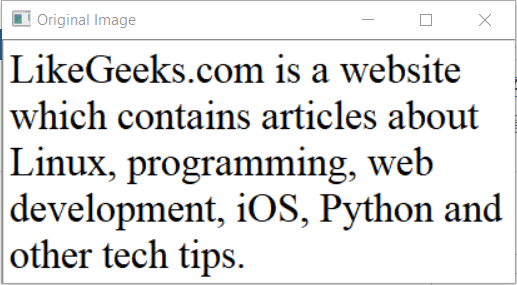 Original Image
LikeGeeks.com is a website
which contains articles about
Linux, programming, web
development, iOS, Python and
other tech tips.